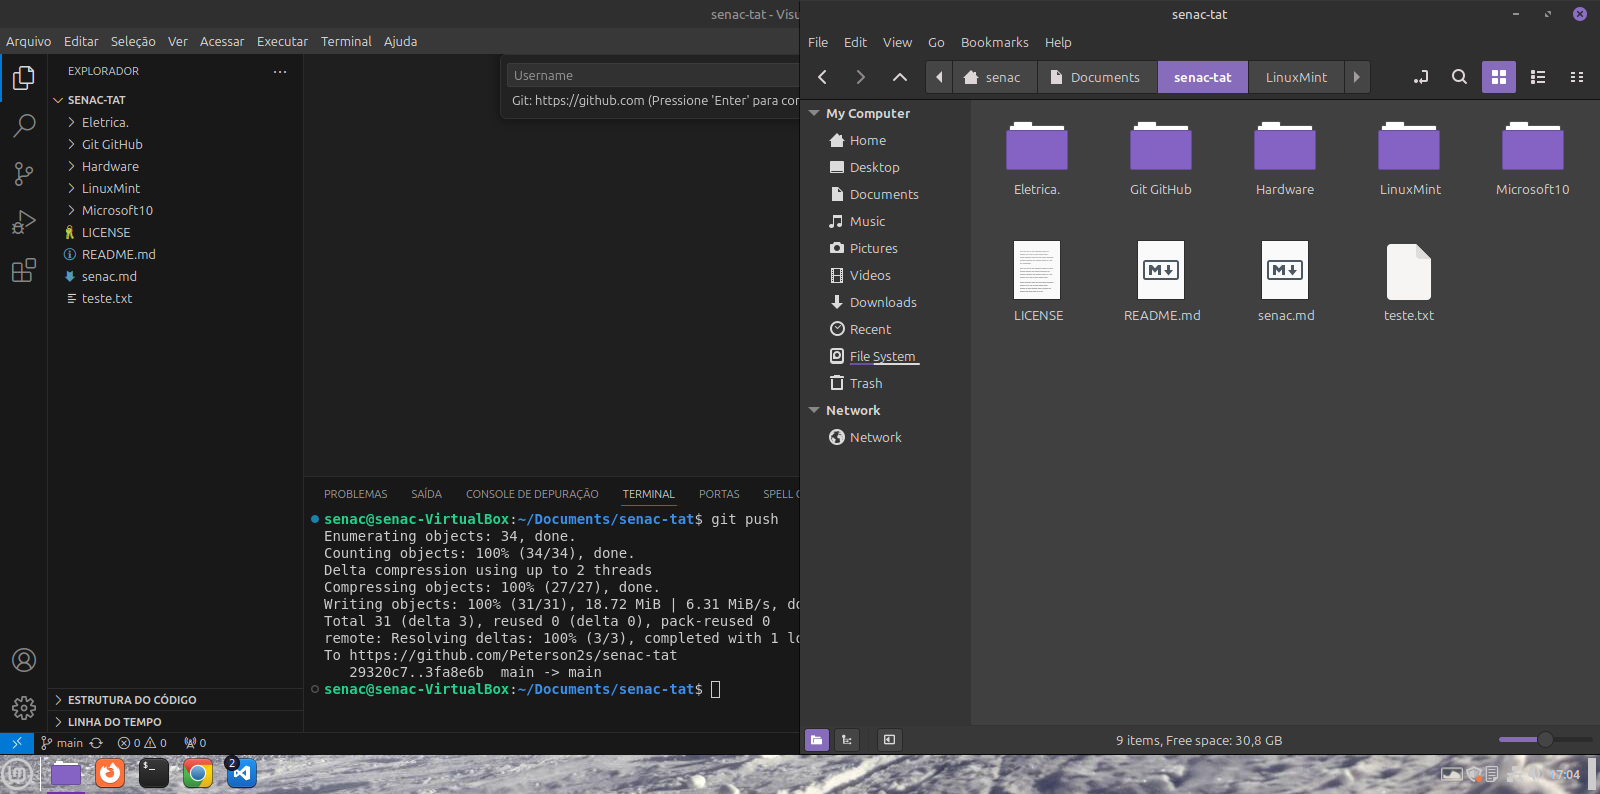 senac-tat - Visu
Arquivo Editar Seleção Ver Acessar Executar Terminal Ajuda
EXPLORADOR
SENAC-TAT
Eletrica.
Git GitHub
Hardware
LinuxMint
Microsoft10
LICENSE
README.md
senac.md
teste.txt
ESTRUTURA DO CÓDIGO
LINHA DO TEMPO
Username
Git: https://github.com (Pressione 'Enter' para con
PROBLEMAS SAÍDA CONSOLE DE DEPURAÇÃO TERMINAL PORTAS SPELL C
senac@senac-VirtualBox:~/Documents/senac-tat$ git push
Enumerating objects: 34, done.
Counting objects: 100% (34/34), done.
Delta compression using up to 2 threads
Compressing objects: 100% (27/27), done.
Writing objects: 100% (31/31), 18.72 MiB | 6.31 MiB/s, do
Total 31 (delta 3), reused 0 (delta 0), pack-reused 0
remote: Resolving deltas: 100% (3/3), completed with 1 lo
To https://github.com/Peterson2s/senac-tat
29320c7..3fa8e6b main -> main
senac@senac-VirtualBox:~/Documents/senac-tat$
main 0 0 0
senac-tat
File Edit View Go Bookmarks Help
senac Documents senac-tat LinuxMint
My Computer
Home
Desktop
Documents
Music
Pictures
Videos
Downloads
Recent
File System
Trash
Network
Network
Eletrica. Git GitHub Hardware LinuxMint Microsoft10
LICENSE README.md senac.md teste.txt
9 items, Free space: 30,8 GB
2
17:04